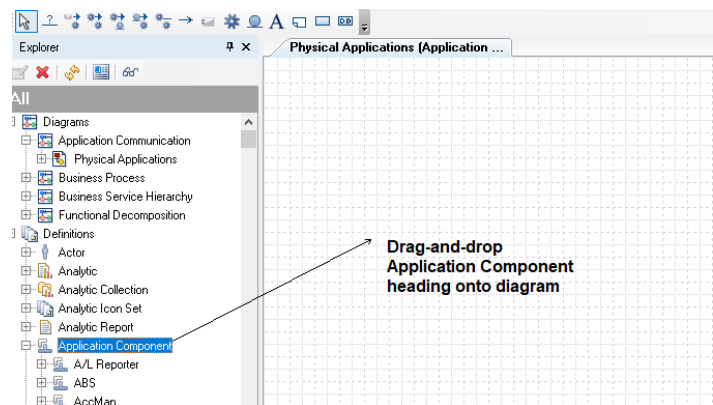 ?
A
DB
Explorer
Physical Applications (Application ...
All
Diagrams
Application Communication
Physical Applications
Business Process
Business Service Hierarchy
Functional Decomposition
Definitions
Actor
Analytic
Analytic Collection
Analytic Icon Set
Analytic Report
Application Component
A/L Reporter
ABS
AccMan
Drag-and-drop
Application Component
heading onto diagram